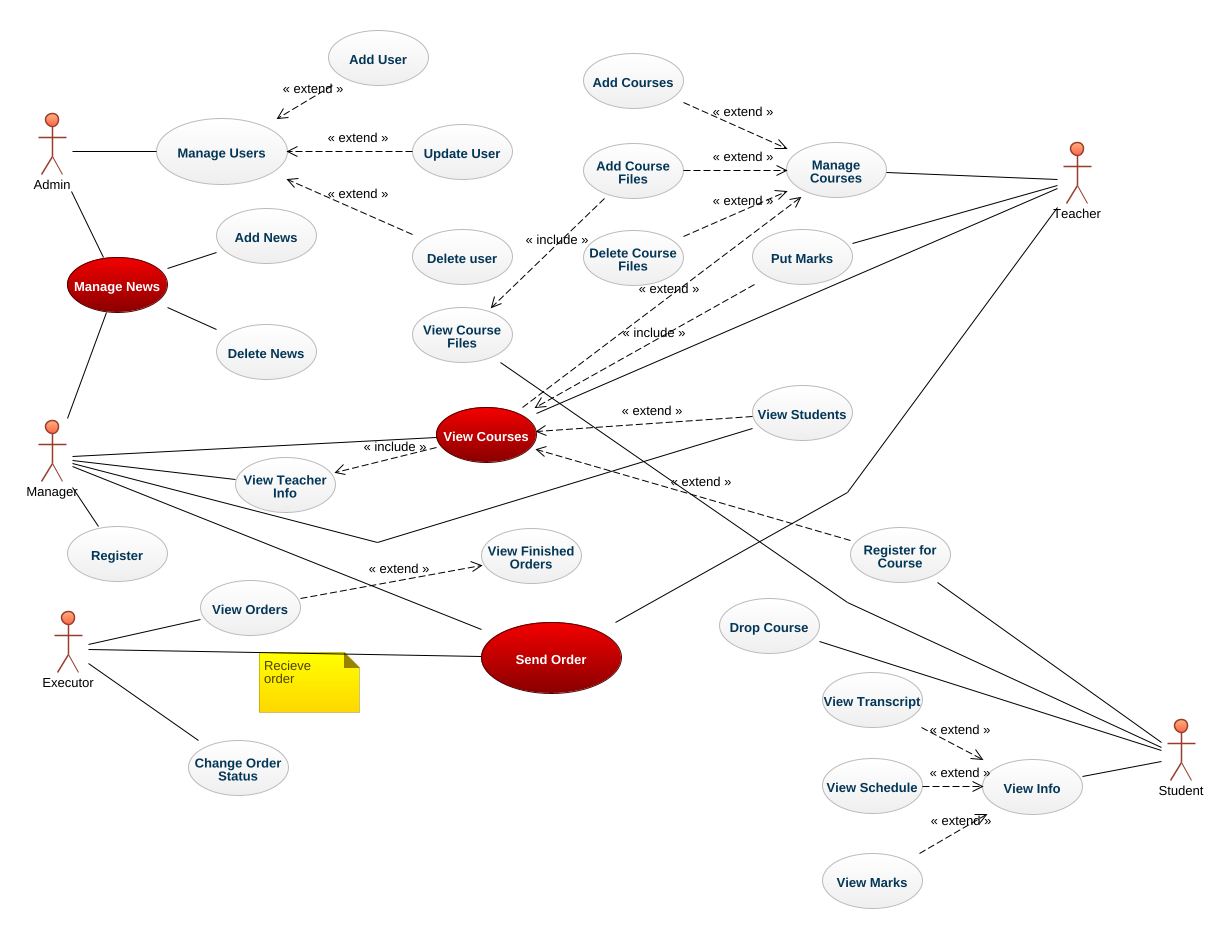 Add User
« extend »
Add Courses
« extend »
Admin
Manage Users
« extend »
Update User
Add Course
Files
« extend »
Manage
Courses
Teacher
« extend »
« extend »
Add News
« include »
Delete Course
Files
Put Marks
Delete user
Manage News
« extend »
View Course
Files
« include »
Delete News
« extend »
View Students
View Courses
« include »
Manager
View Teacher
Info
« extend »
Register
View Finished
Orders
Register for
Course
« extend »
View Orders
Drop Course
Send Order
Recieve
order
Executor
View Transcript
« extend »
Change Order
Status
« extend »
View Schedule
View Info
Student
« extend »
View Marks